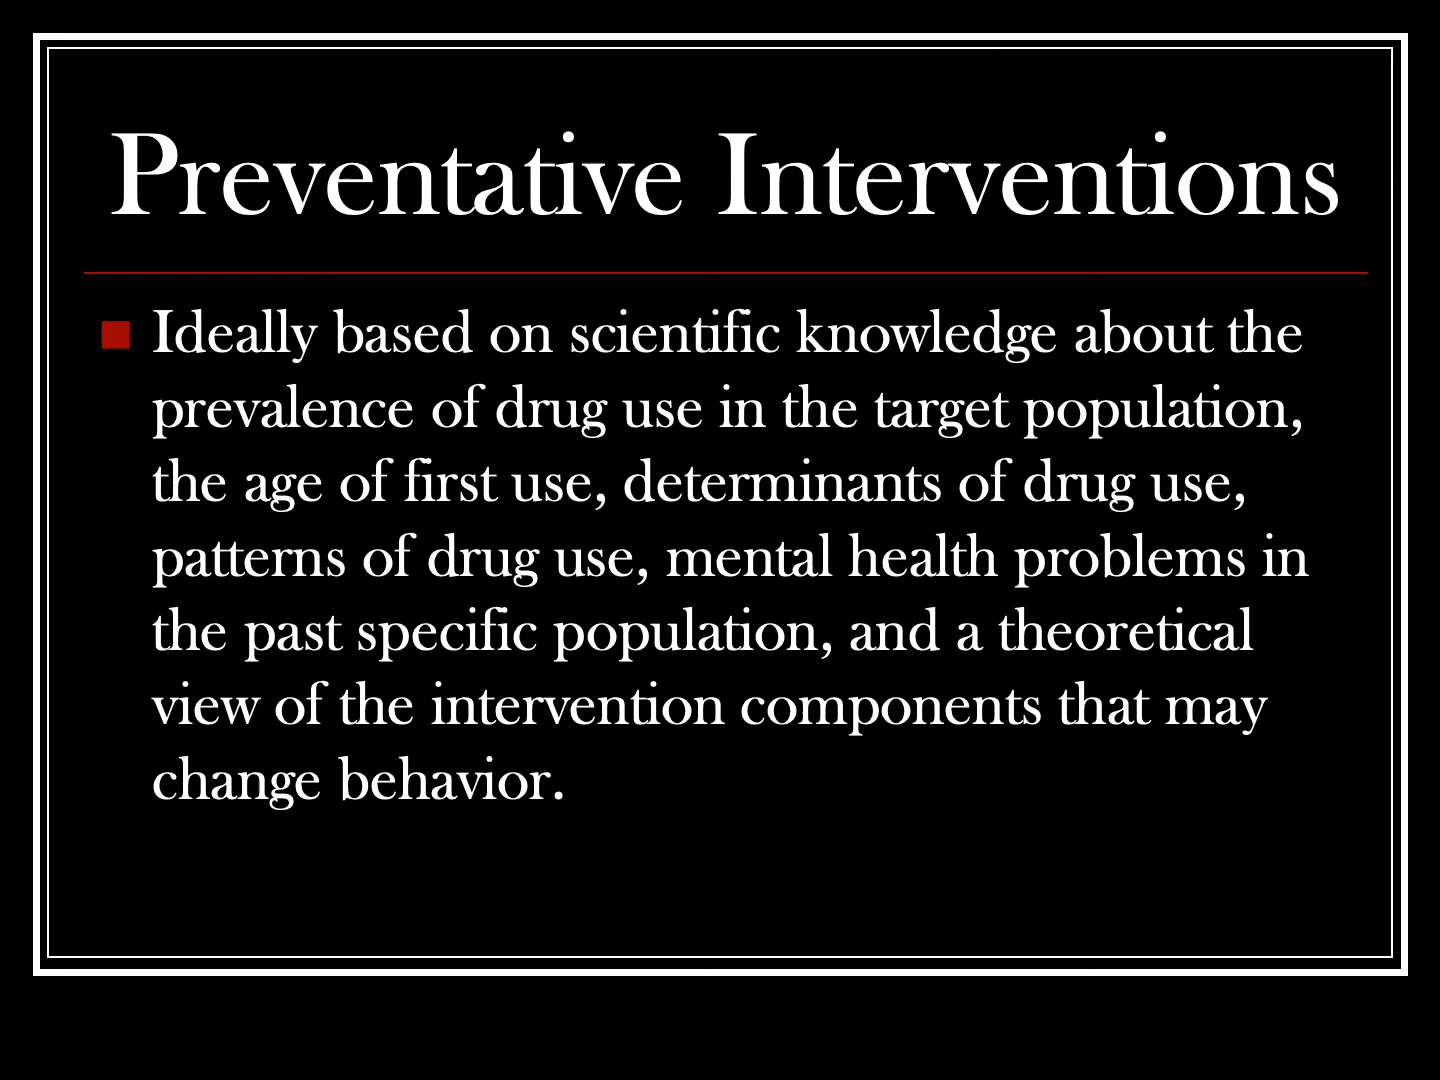 Preventative Interventions
Ideally based on scientific knowledge about the
prevalence of drug use in the target population,
the age of first use, determinants of drug use,
patterns of drug use, mental health problems in
the past specific population, and a theoretical
view of the intervention components that may
change behavior.